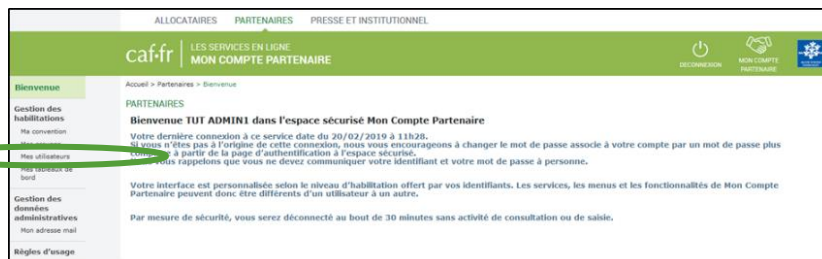 ALLOCATAIRES PARTENAIRES PRESSE ET INSTITUTIONNEL
caf.fr LES SERVICES EN LIGNE
MON COMPTE PARTENAIRE
DECONNEXION
MON COMPTE
PARTENAIRE
Bienvenue
Gestion des
habilitations
Ma convention
Mes utilisateurs
Mes tableaux de
bord
Gestion des
données
administratives
Mon adresse mail
Règles d'usage
Accueil > Partenaires > Bienvenue
PARTENAIRES
Bienvenue TUT ADMIN1 dans l'espace sécurisé Mon Compte Partenaire
Votre dernière connexion à ce service date du 20/02/2019 à 11h28.
Si vous n'êtes pas à l'origine de cette connexion, nous vous encourageons à changer le mot de passe associé à votre compte par un mot de passe plus
à partir de la page d'authentification à l'espace sécurisé.
vous rappelons que vous ne devez communiquer votre identifiant et votre mot de passe à personne.
Votre interface est personnalisée selon le niveau d'habilitation offert par vos identifiants. Les services, les menus et les fonctionnalités de Mon Compte
Partenaire peuvent donc être différents d'un utilisateur à un autre.
Par mesure de sécurité, vous serez déconnecté au bout de 30 minutes sans activité de consultation ou de saisie.